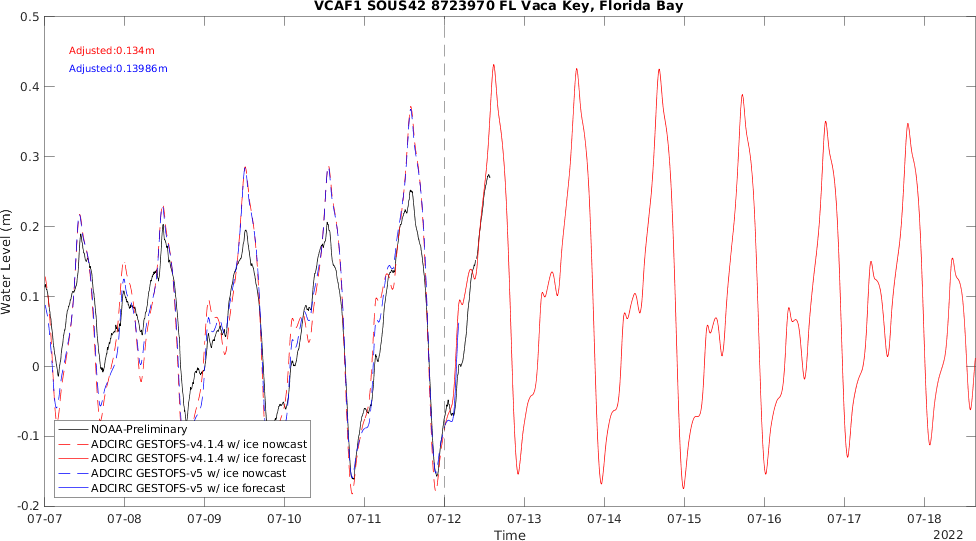 VCAF1 SOUS42 8723970 FL Vaca Key, Florida Bay
0.5
0.4
0.3
0.2
0.1
0
-0.1
-0.2
Water Level (m)
Adjusted:0.134m
Adjusted:0.13986m
NOAA-Preliminary
ADCIRC GESTOFS-v4.1.4 w/ ice nowcast
ADCIRC GESTOFS-v4.1.4 w/ ice forecast
ADCIRC GESTOFS-v5 w/ ice nowcast
ADCIRC GESTOFS-v5 w/ ice forecast
07-07 07-08 07-09 07-10 07-11 07-12 07-13 07-14 07-15 07-16 07-17 07-18
Time
2022